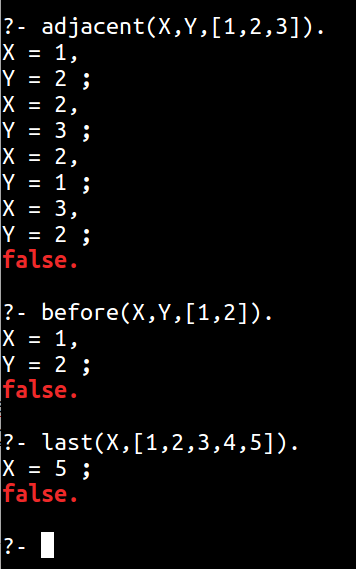 ?- adjacent(X,Y,[1,2,3]).
X = 1,
Y = 2 ;
X = 2,
Y = 3 ;
X = 2,
Y = 1 ;
X = 3,
Y = 2 ;
false.
?- before(X,Y,[1,2]).
X = 1,
Y = 2 ;
false.
?- last(X,[1,2,3,4,5]).
X = 5 ;
false.
?-